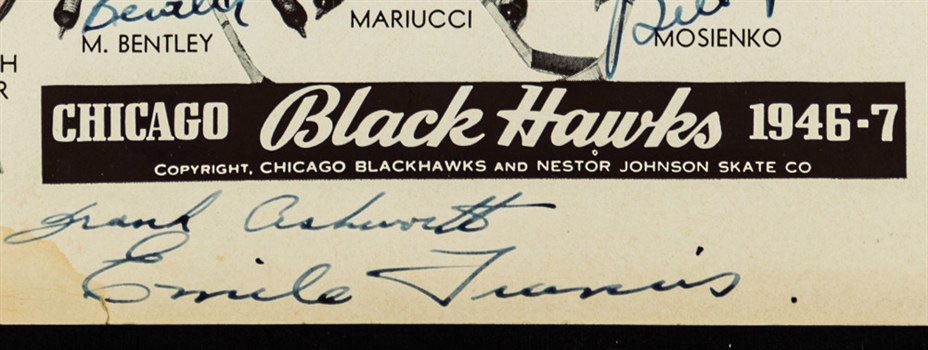 Bentley
M. BENTLEY
MARIUCCI
Bill
MOSIENKO
H
R
CHICAGO Black Hawks 1946-7
COPYRIGHT, CHICAGO BLACKHAWKS AND NESTOR JOHNSON SKATE CO
Frank Ashworth
Emile Francis.